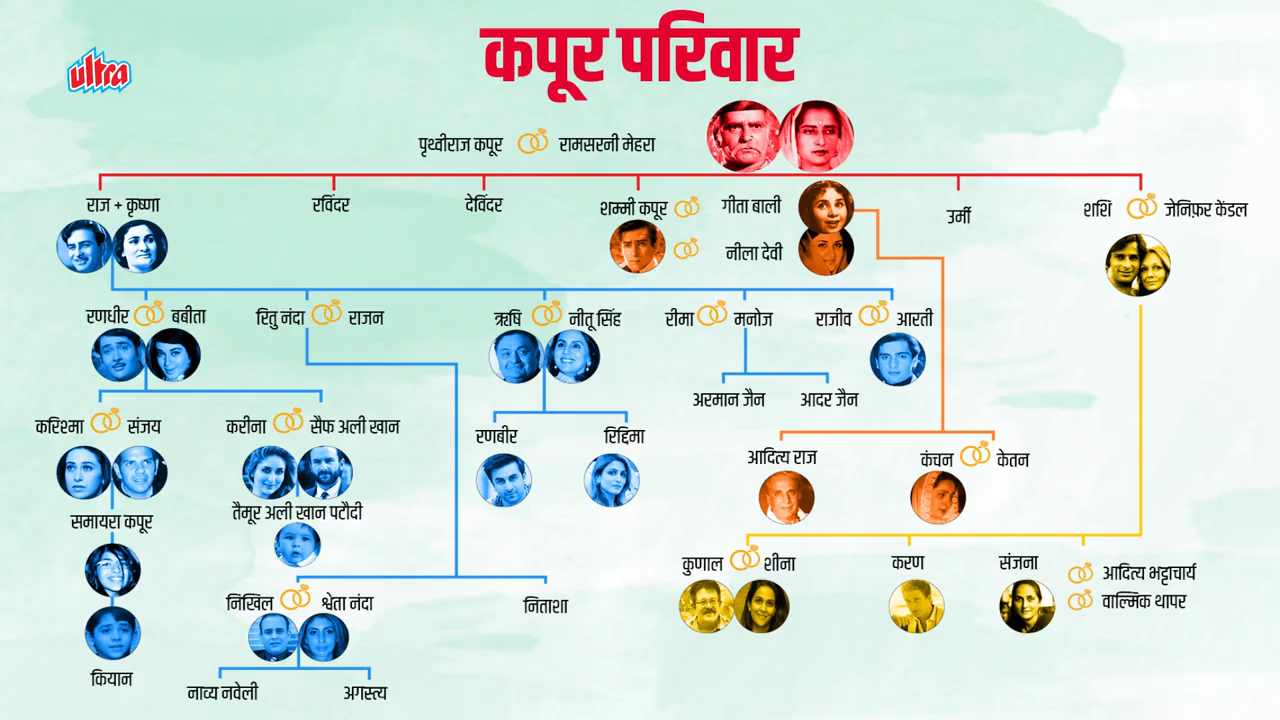 ultra
कपूर परिवार
पृथ्वीराज कपूर रामसरनी मेहरा
राज + कृष्णा रविंदर देविंदर शम्मी कपूर गीता बाली उर्मी शशि जेनिफ़र केंडल
नीला देवी
रणधीर बबीता रितु नंदा राजन ऋषि नीतू सिंह रीमा मनोज राजीव आरती
अरमान जैन आदर जैन
करिश्मा संजय करीना सैफ अली खान रणबीर रिद्दिमा
आदित्य राज कंचन केतन
समायरा कपूर तैमूर अली खान पटौदी
कुणाल शीना करण संजना आदित्य भट्टाचार्य
वाल्मिक थापर
निखिल श्वेता नंदा निताशा
कियान नाव्य नवेली अगस्त्य